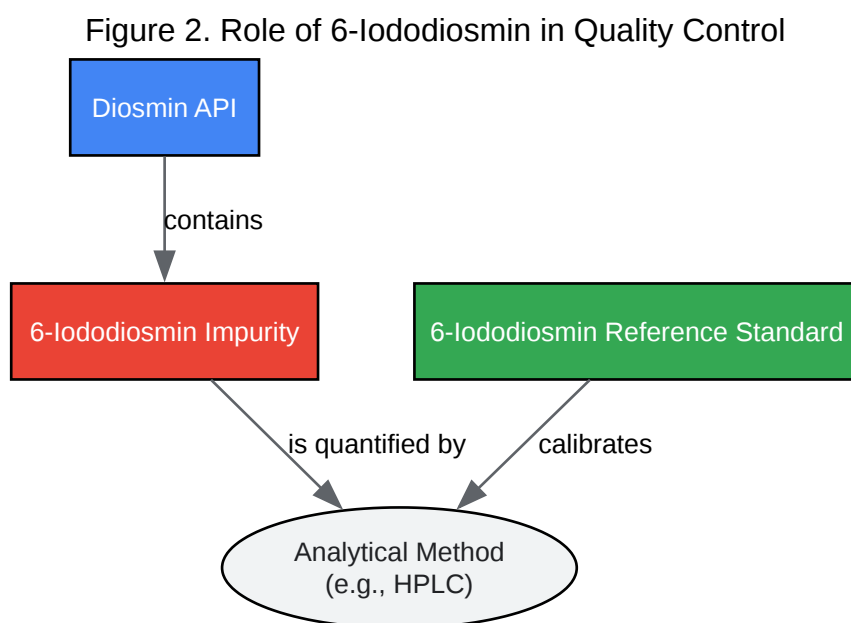 Figure 2. Role of 6-Iododiosmin in Quality Control
Diosmin API
contains
6-Iododiosmin Impurity
6-Iododiosmin Reference Standard
is quantified by
calibrates
Analytical Method
(e.g., HPLC)